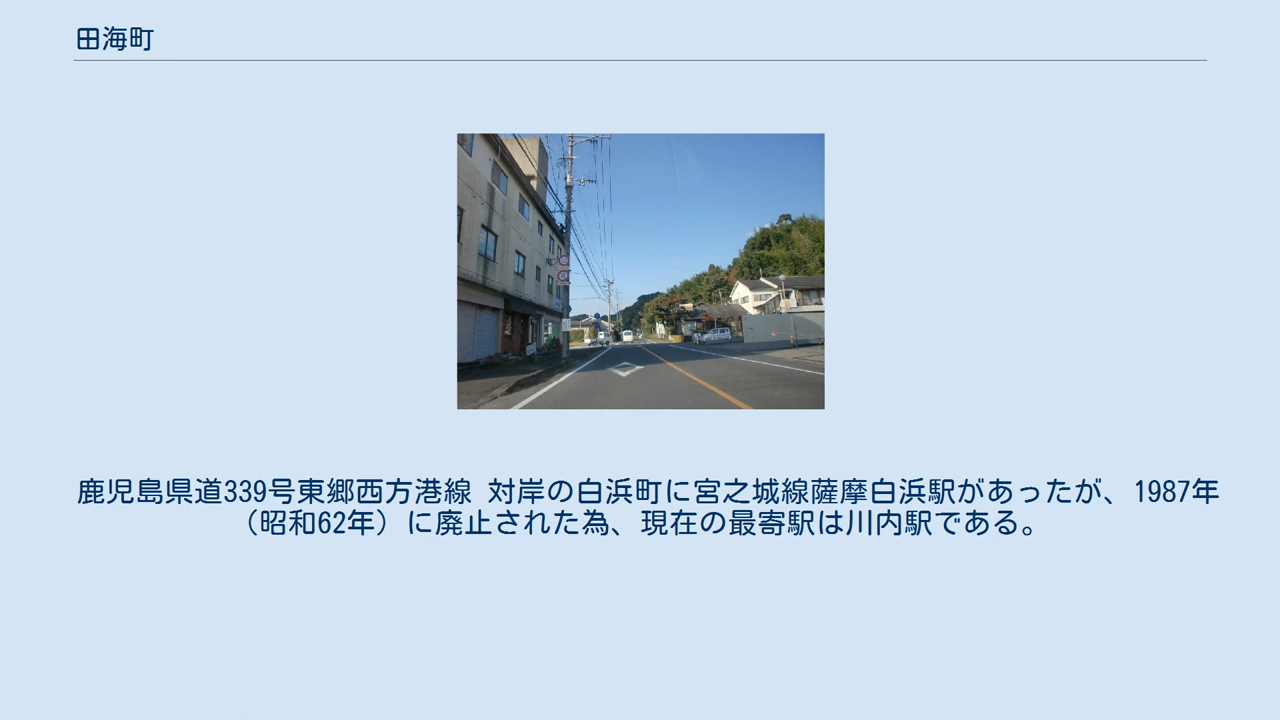 田海町
鹿児島県道339号東郷西方港線 対岸の白浜町に宮之城線薩摩白浜駅があったが、1987年
（昭和62年）に廃止された為、現在の最寄駅は川内駅である。